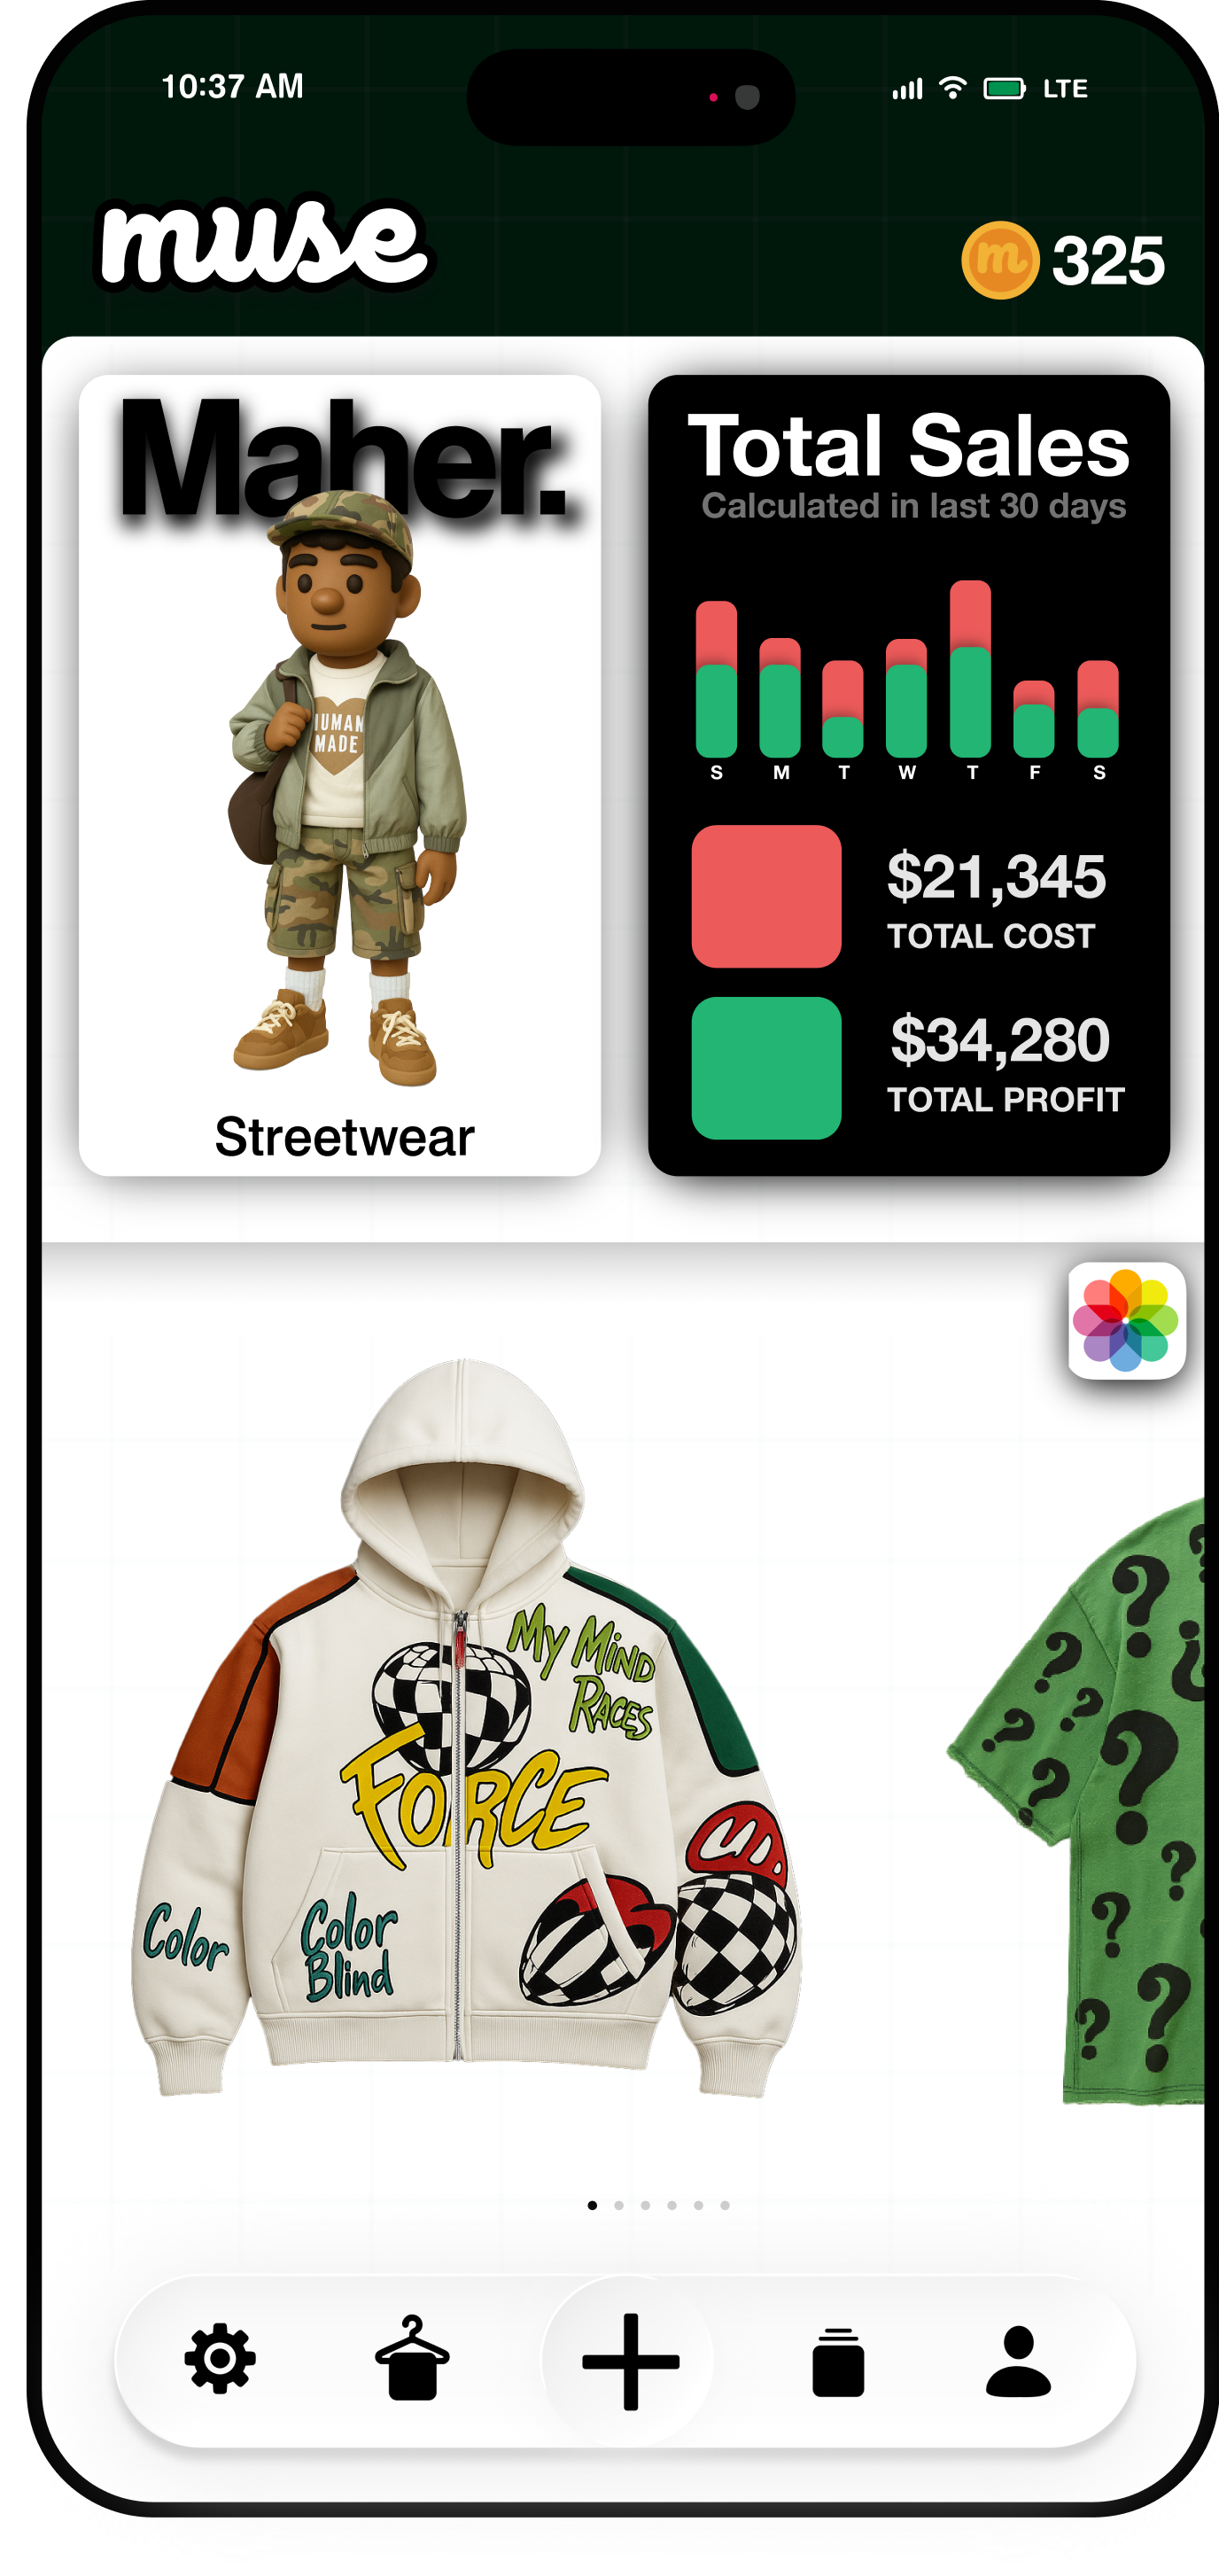 10:37 AM
LTE
muse
m 325
Maher.
HUMAN
MADE
Streetwear
Total Sales
Calculated in last 30 days
S M T W T F S
$21,345
TOTAL COST
$34,280
TOTAL PROFIT
My Mind
Races
Force
Color
Color
Blind